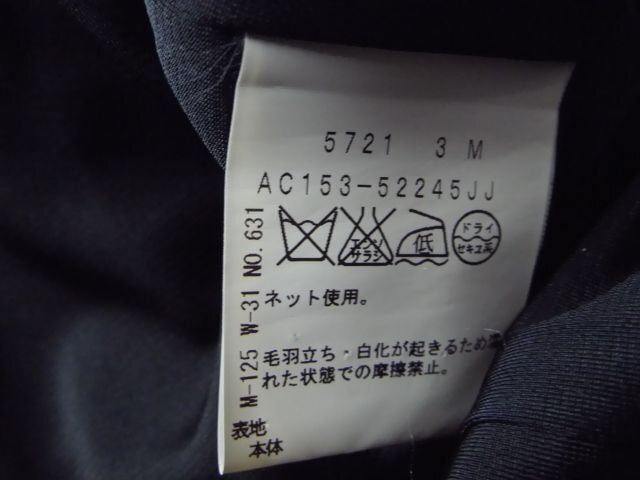 5721 3 M
AC153-52245JJ
エンソ
サラシ
低
ドライ
セキユ系
M-125 W-31 NO.631
ネット使用。
毛羽立ち・白化が起きるため濡
れた状態での摩擦禁止。
表地
本体